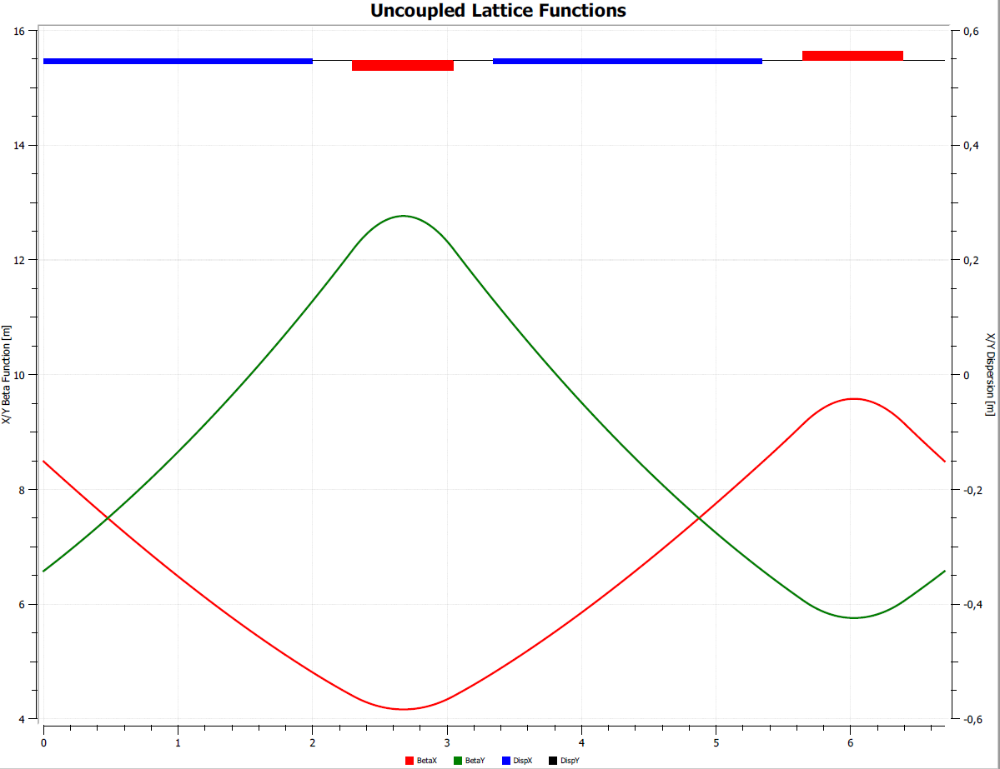 Uncoupled Lattice Functions
16
14
12
10
8
6
4
X/Y Beta Function [m]
0,6
0,4
0,2
0
-0,2
-0,4
-0,6
X/Y Dispersion [m]
0 1 2 3 4 5 6
BetaX BetaY DispX DispY